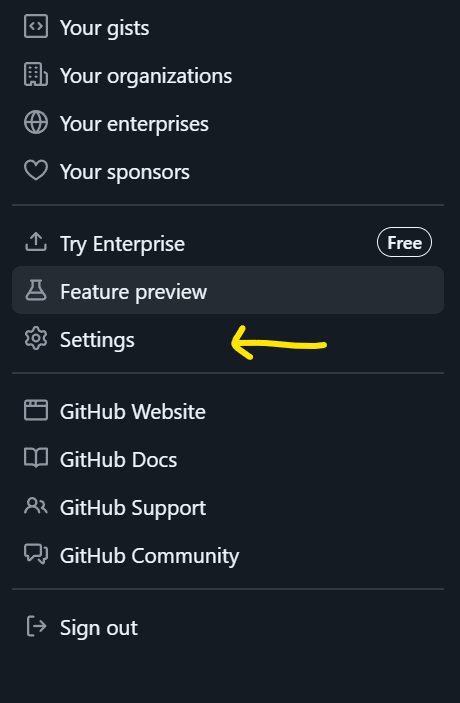 Your gists
Your organizations
Your enterprises
Your sponsors
Try Enterprise Free
Feature preview
Settings
GitHub Website
GitHub Docs
GitHub Support
GitHub Community
Sign out